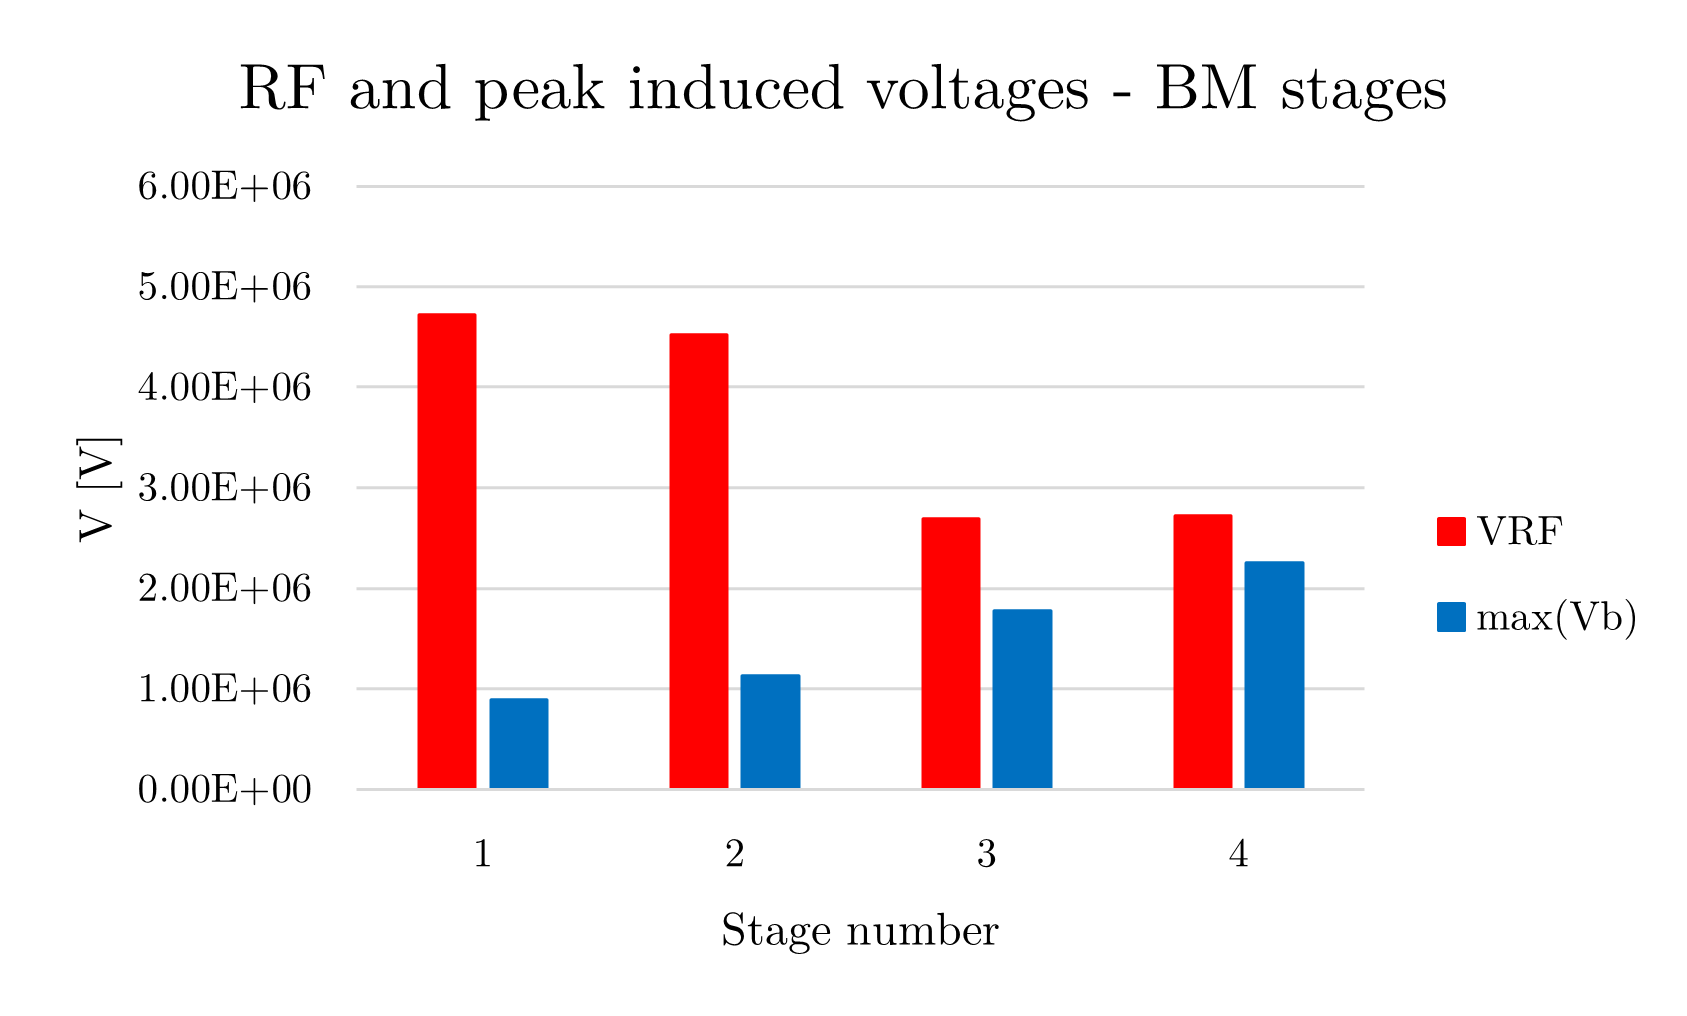 RF and peak induced voltages - BM stages
6.00E+06
5.00E+06
4.00E+06
3.00E+06
2.00E+06
1.00E+06
0.00E+00
V [V]
1 2 3 4
Stage number
VRF
max(Vb)